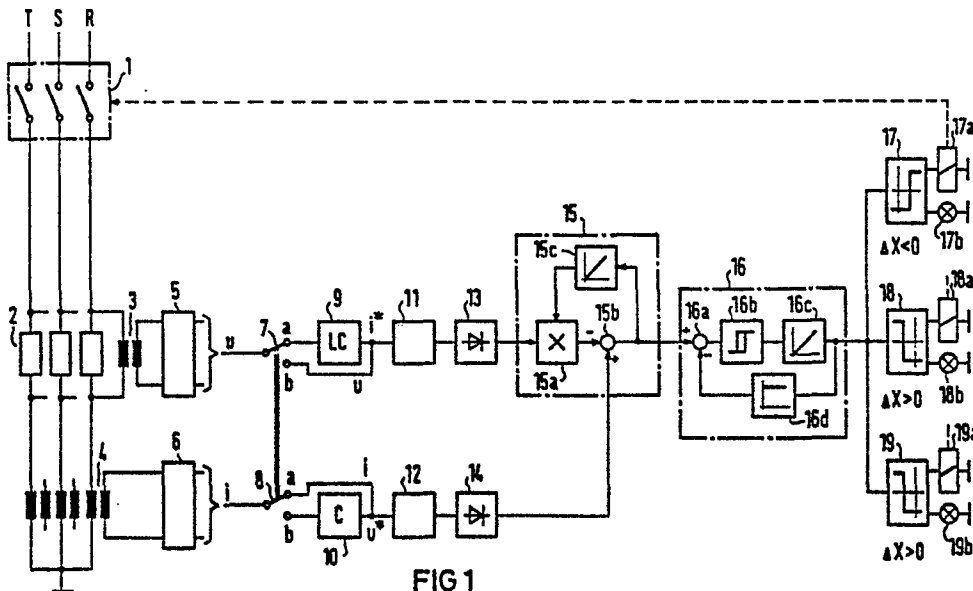 T S R
1
17
17a
17b
ΔX<0
15
15c
15b
15a
X
16
16a
16b
16c
16d
18
18a
18b
ΔX>0
19
19a
19b
ΔX>0
2
3
5
υ
7
a
b
9
LC
i*
υ
11
13
4
6
i
8
a
b
i
C
υ*
10
12
14
FIG 1